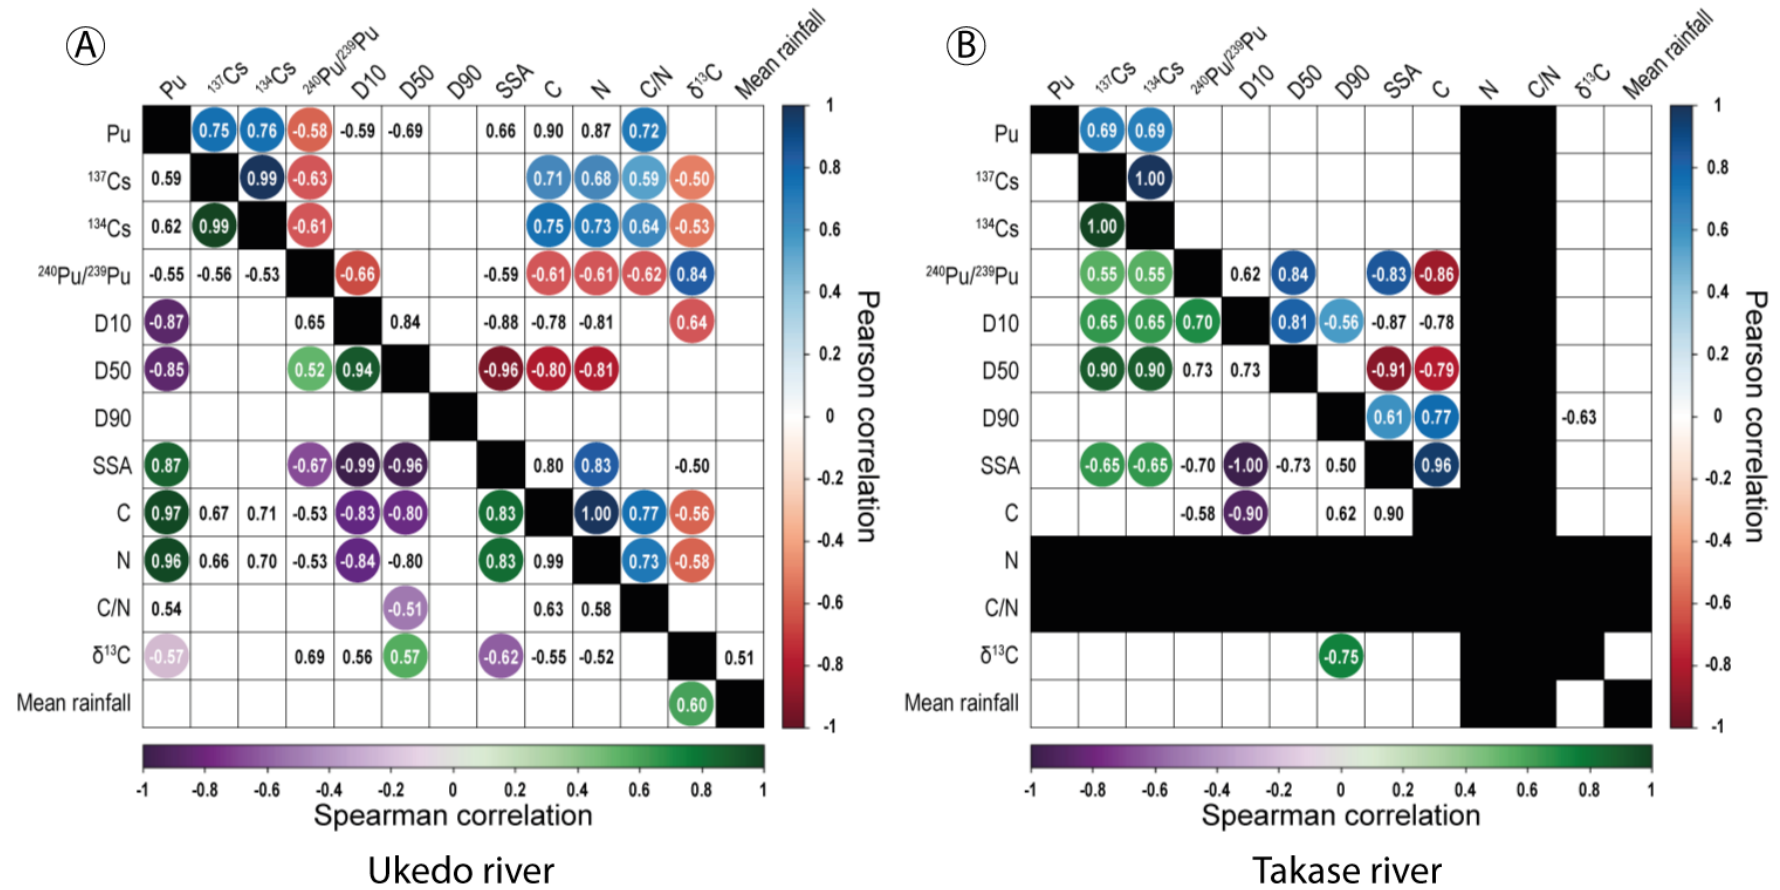 A
Pu ¹³⁷Cs ¹³⁴Cs ²⁴⁰Pu/²³⁹Pu D10 D50 D90 SSA C N C/N δ¹³C Mean rainfall
Pu 0.75 0.76 -0.58 -0.59 -0.69 0.66 0.90 0.87 0.72
¹³⁷Cs 0.59 0.99 -0.63 0.71 0.68 0.59 -0.50
¹³⁴Cs 0.62 0.99 -0.61 0.75 0.73 0.64 -0.53
²⁴⁰Pu/²³⁹Pu -0.55 -0.56 -0.53 -0.66 -0.59 -0.61 -0.61 -0.62 0.84
D10 -0.87 0.65 0.84 -0.88 -0.78 -0.81 0.64
D50 -0.85 0.52 0.94 -0.96 -0.80 -0.81
D90
SSA 0.87 -0.67 -0.99 -0.96 0.80 0.83 -0.50
C 0.97 0.67 0.71 -0.53 -0.83 -0.80 0.83 1.00 0.77 -0.56
N 0.96 0.66 0.70 -0.53 -0.84 -0.80 0.83 0.99 0.73 -0.58
C/N 0.54 -0.51 0.63 0.58
δ¹³C -0.57 0.69 0.56 0.57 -0.62 -0.55 -0.52 0.51
Mean rainfall 0.60
1
0.8
0.6
0.4
0.2
0
-0.2
-0.4
-0.6
-0.8
-1
Pearson correlation
-1 -0.8 -0.6 -0.4 -0.2 0 0.2 0.4 0.6 0.8 1
Spearman correlation
Ukedo river
B
Pu ¹³⁷Cs ¹³⁴Cs ²⁴⁰Pu/²³⁹Pu D10 D50 D90 SSA C N C/N δ¹³C Mean rainfall
Pu 0.69 0.69
¹³⁷Cs 1.00
¹³⁴Cs 1.00
²⁴⁰Pu/²³⁹Pu 0.55 0.55 0.62 0.84 -0.83 -0.86
D10 0.65 0.65 0.70 0.81 -0.56 -0.87 -0.78
D50 0.90 0.90 0.73 0.73 -0.91 -0.79
D90 0.61 0.77 -0.63
SSA -0.65 -0.65 -0.70 -1.00 -0.73 0.50 0.96
C -0.58 -0.90 0.62 0.90
N
C/N
δ¹³C -0.75
Mean rainfall
1
0.8
0.6
0.4
0.2
0
-0.2
-0.4
-0.6
-0.8
-1
Pearson correlation
-1 -0.8 -0.6 -0.4 -0.2 0 0.2 0.4 0.6 0.8 1
Spearman correlation
Takase river